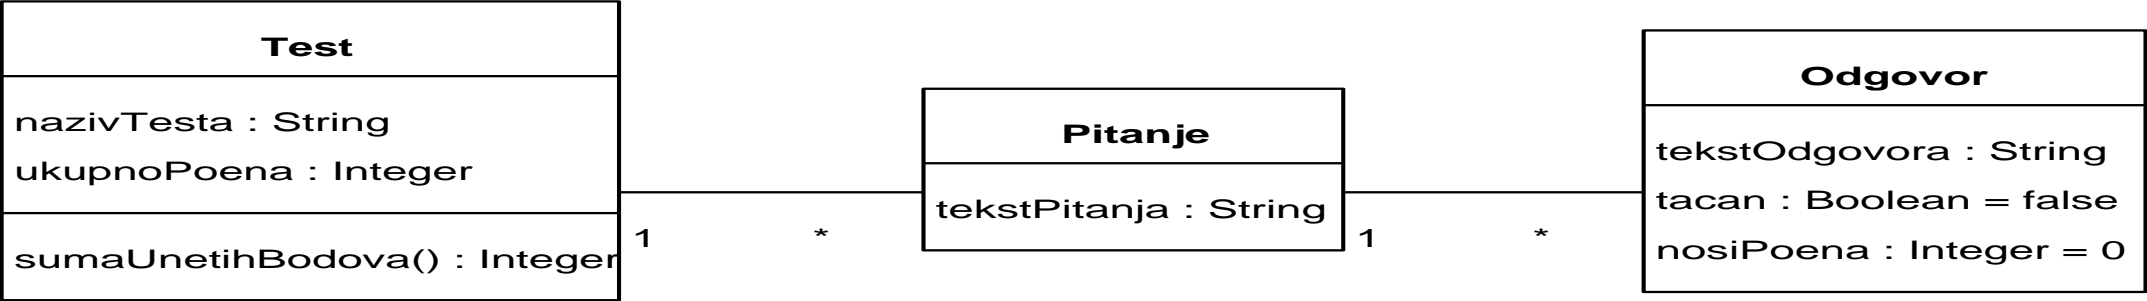 Test
nazivTesta : String
ukupnoPoena : Integer
sumaUnetihBodova() : Integer
1
*
Pitanje
tekstPitanja : String
1
*
Odgovor
tekstOdgovora : String
tacan : Boolean = false
nosiPoena : Integer = 0